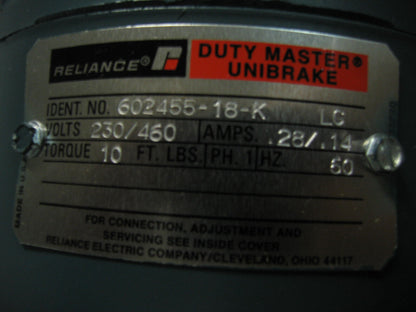 RELIANCE® DUTY MASTER®
UNIBRAKE
IDENT. NO. 602455-18-K LC
VOLTS 230/460 AMPS. .28/.14
TORQUE 10 FT. LBS. PH. 1 HZ. 60
FOR CONNECTION, ADJUSTMENT AND
SERVICING SEE INSIDE COVER
RELIANCE ELECTRIC COMPANY/CLEVELAND, OHIO 44117
MADE IN U.S.A.